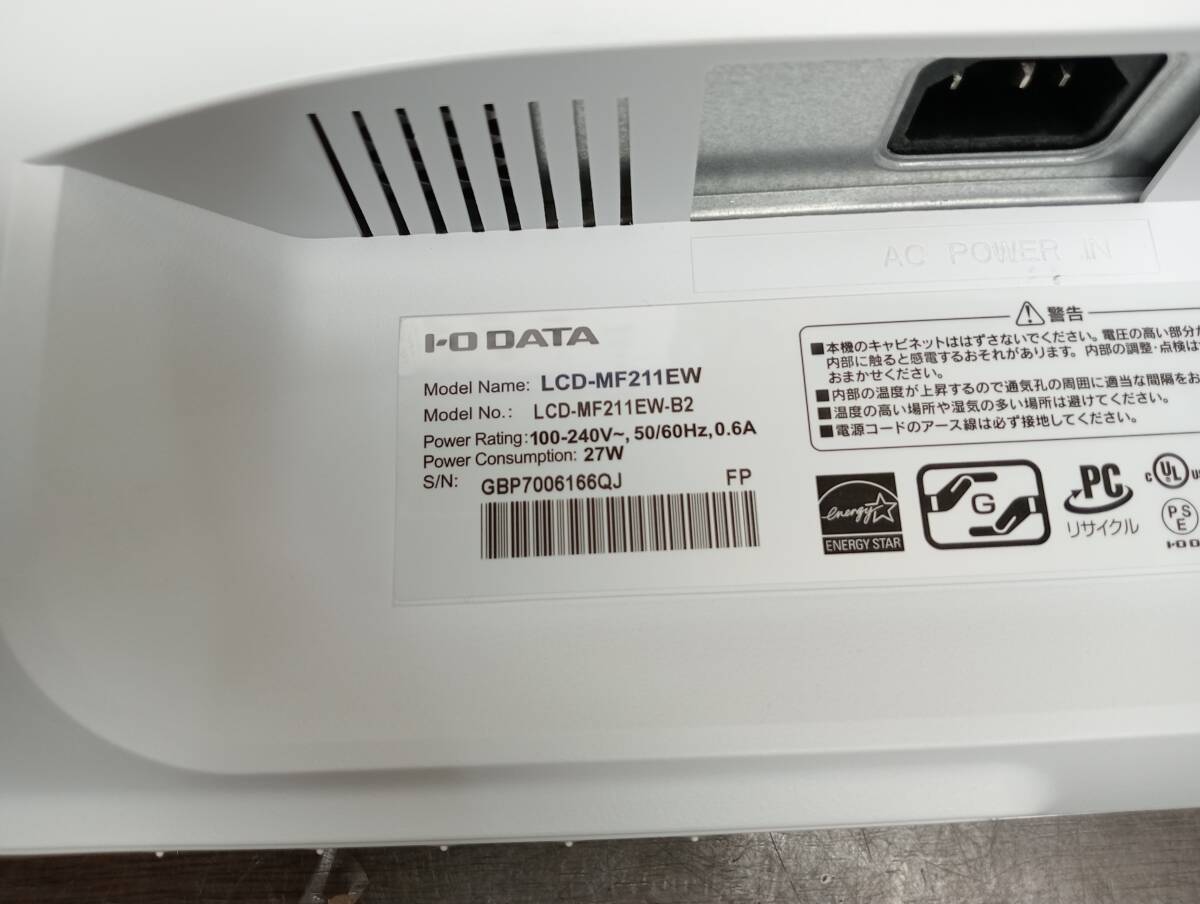 AC POWER IN
I-O DATA
Model Name: LCD-MF211EW
Model No.: LCD-MF211EW-B2
Power Rating: 100-240V~, 50/60Hz, 0.6A
Power Consumption: 27W
S/N: GBP7006166QJ FP
警告
■本機のキャビネットははずさないでください。電圧の高い部分が
内部に触ると感電するおそれがあります。内部の調整・点検は
おまかせください。
■内部の温度が上昇するので通気孔の周囲に適当な間隔をお
■温度の高い場所や湿気の多い場所は避けてください。
■電源コードのアース線は必ず接地してください。
energy
ENERGY STAR
G
PC
リサイクル
c UL us
PS
E
I-O D